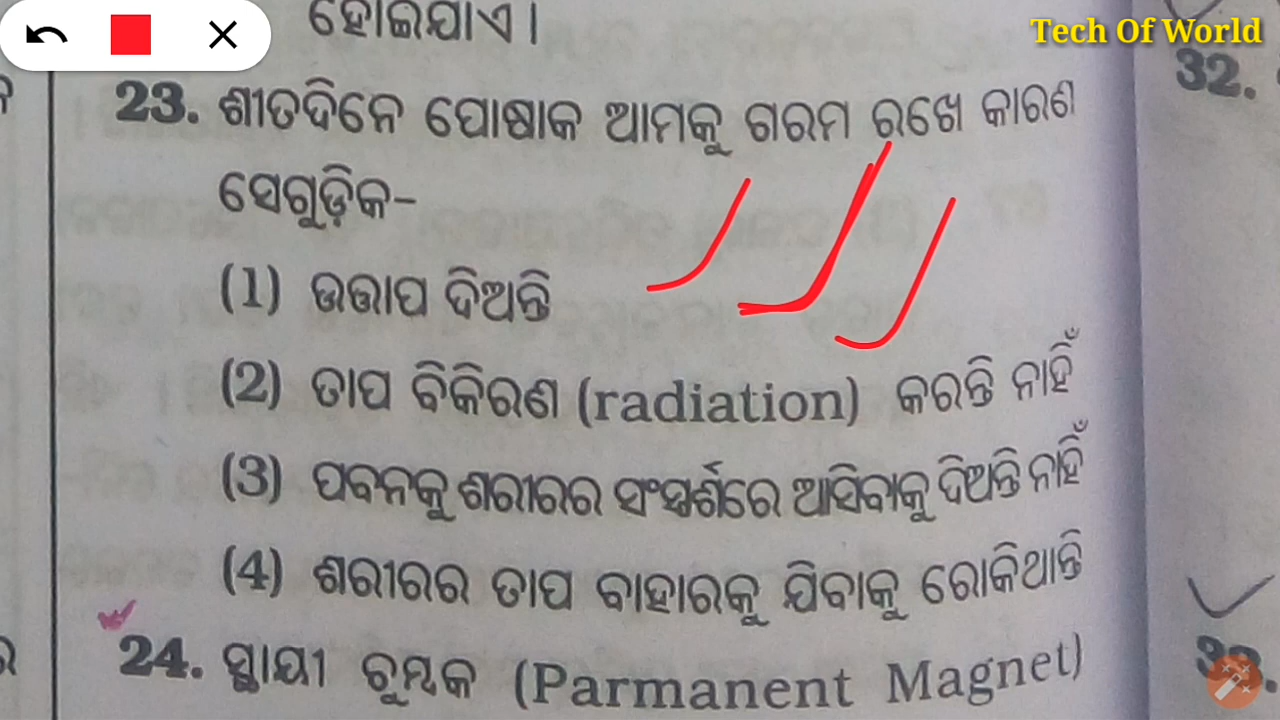 ହୋଇଯାଏ ।
Tech Of World
32.
23. ଶୀତଦିନେ ପୋଷାକ ଆମକୁ ଗରମ ରଖେ କାରଣ
ସେଗୁଡ଼ିକ-
(1) ଉତ୍ତାପ ଦିଅନ୍ତି
(2) ତାପ ବିକିରଣ (radiation) କରନ୍ତି ନାହିଁ
(3) ପବନକୁ ଶରୀରର ସଂସ୍ପର୍ଶରେ ଆସିବାକୁ ଦିଅନ୍ତି ନାହିଁ
(4) ଶରୀରର ତାପ ବାହାରକୁ ଯିବାକୁ ରୋକିଥାନ୍ତି
24. ସ୍ଥାୟୀ ଚୁମ୍ବକ (Parmanent Magnet)